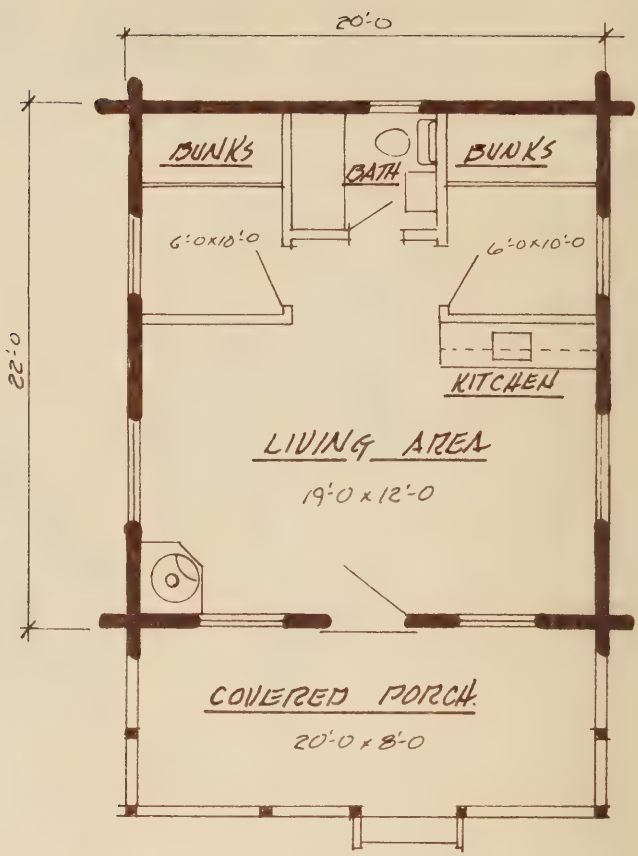 20'-0
BUNKS
BATH
BUNKS
6'-0x10'-0
6'-0x10'-0
22'-0
KITCHEN
LIVING AREA
19'-0 x 12'-0
COVERED PORCH.
20'-0 x 8'-0